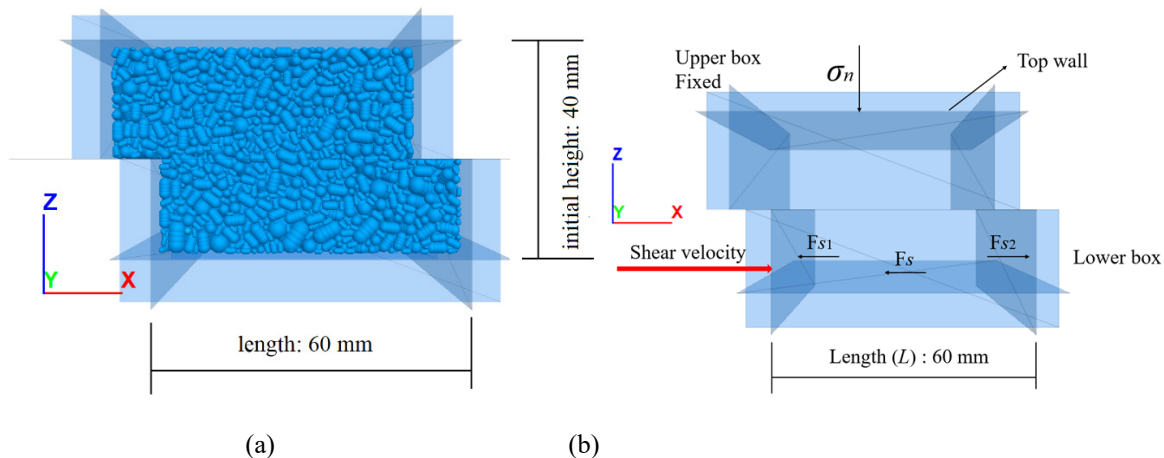 initial height: 40 mm
Z
Y
X
length: 60 mm
(a)
Upper box
Fixed
σn
Top wall
Z
Y
X
Shear velocity
Fs1
Fs
Fs2
Lower box
Length (L) : 60 mm
(b)